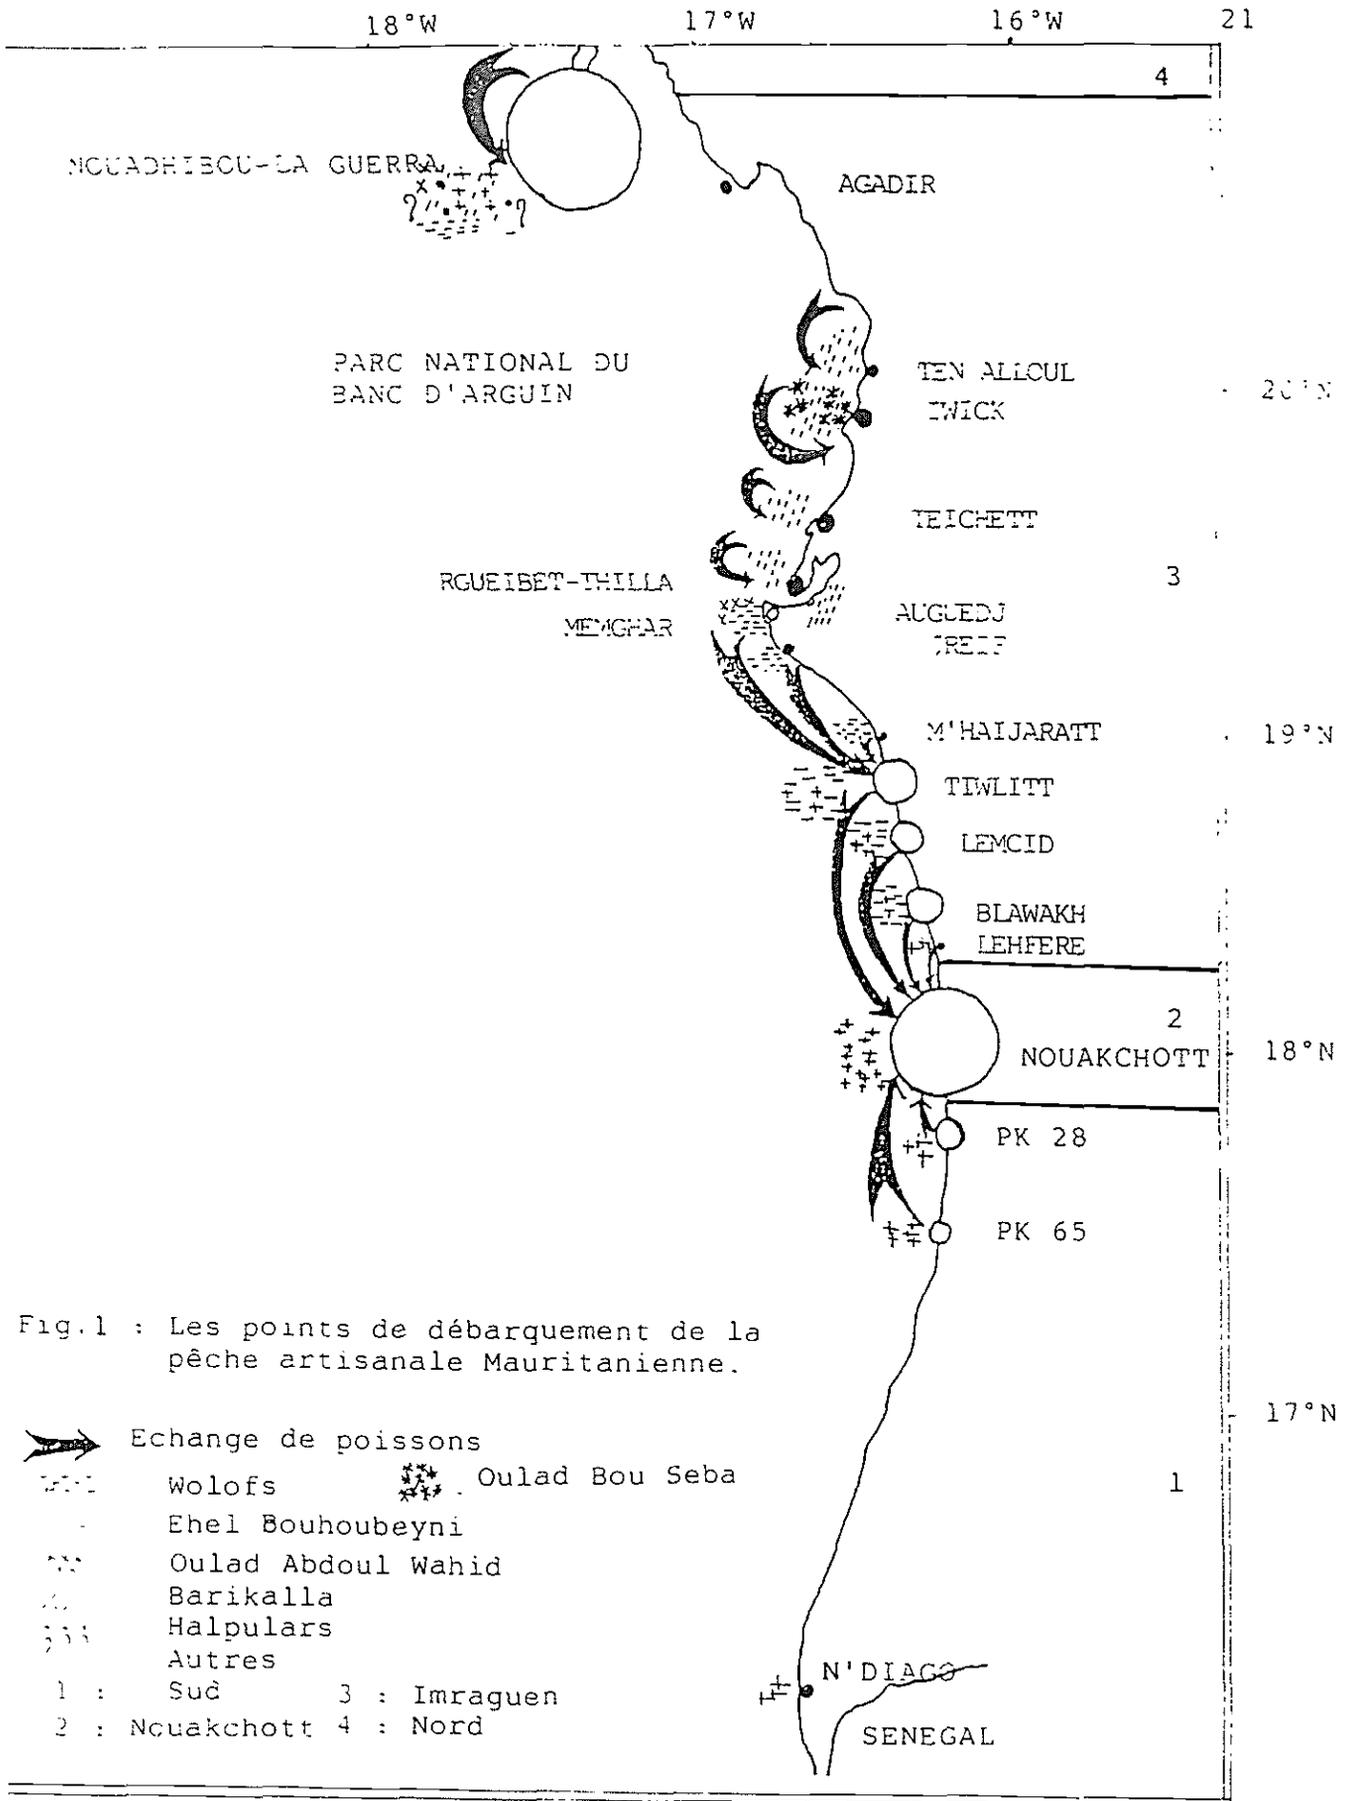 18°W 17°W 16°W 21
4
NOUADHIBOU-LA GUERRA
AGADIR
PARC NATIONAL DU
BANC D'ARGUIN
TEN ALLOUL
20°N
IWICK
TEICHETT
3
RGUEIBET-THILLA
MEMGHAR
AUGUEDJ
M'HAIJARATT
19°N
TIWLITT
LEMCID
BLAWAKH
LEHFERE
2
NOUAKCHOTT
18°N
PK 28
PK 65
Fig.1 : Les points de débarquement de la
pêche artisanale Mauritanienne.
17°N
Echange de poissons
Wolofs Oulad Bou Seba
1
Ehel Bouhoubeyni
Oulad Abdoul Wahid
Barikalla
Halpulars
Autres
1 : Sud 3 : Imraguen
2 : Nouakchott 4 : Nord
N'DIAGO
SENEGAL